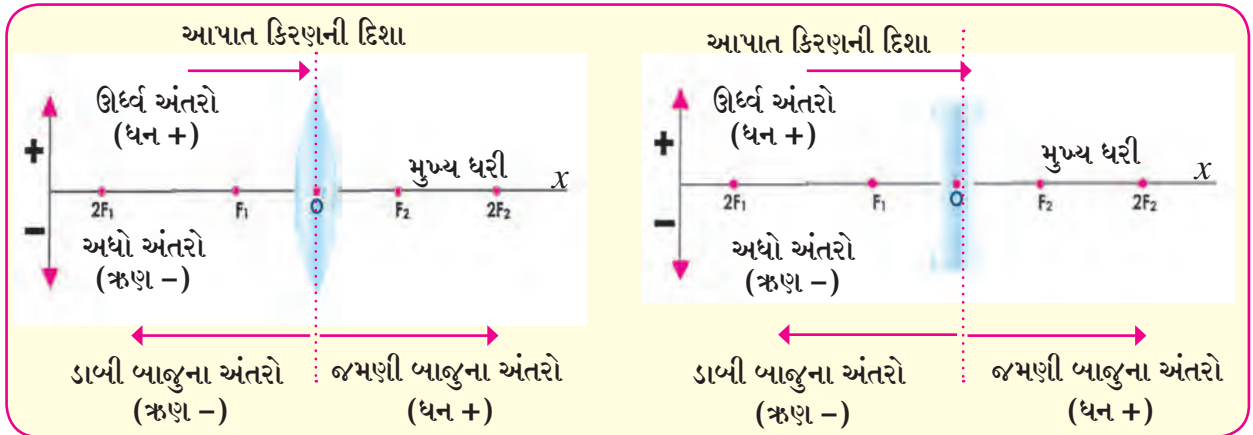 આપાત કિરણની દિશા
ઊર્ધ્વ અંતરો
(ધન +)
+
મુખ્ય ધરી
x
2F₁
F₁
O
F₂
2F₂
–
અધો અંતરો
(ઋણ –)
ડાબી બાજુના અંતરો
(ઋણ –)
જમણી બાજુના અંતરો
(ધન +)
આપાત કિરણની દિશા
ઊર્ધ્વ અંતરો
(ધન +)
+
મુખ્ય ધરી
x
2F₁
F₁
O
F₂
2F₂
–
અધો અંતરો
(ઋણ –)
ડાબી બાજુના અંતરો
(ઋણ –)
જમણી બાજુના અંતરો
(ધન +)